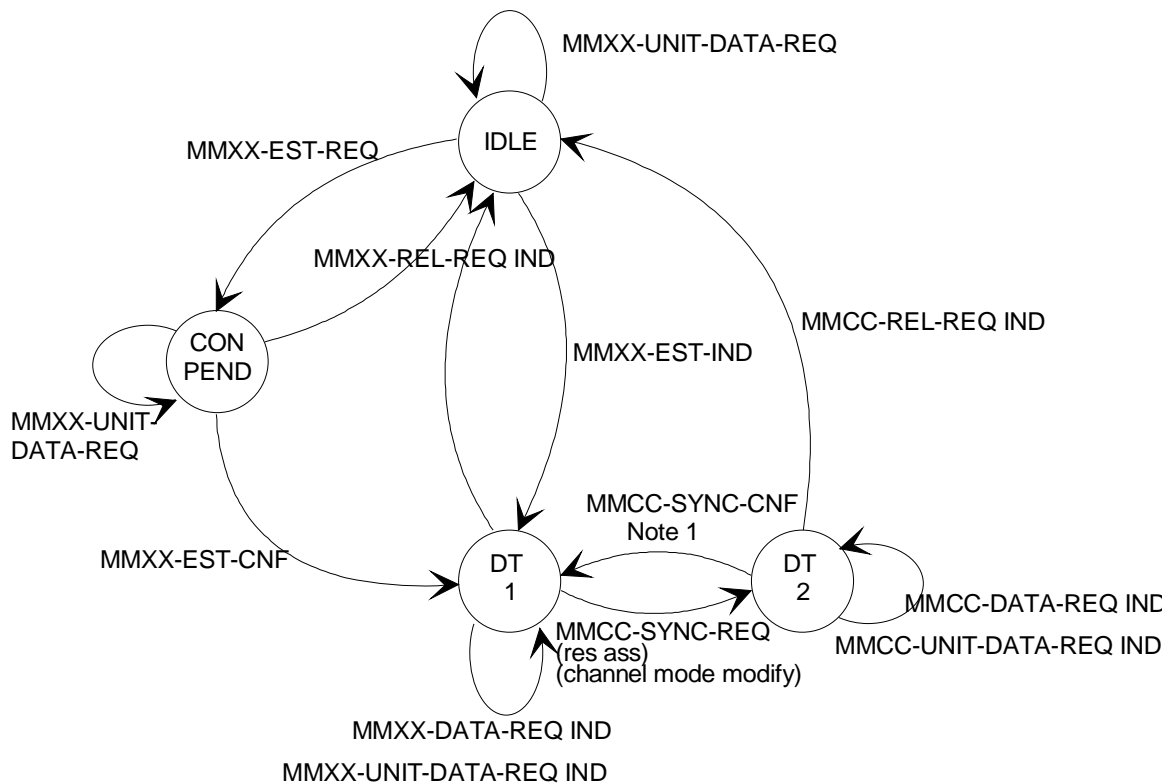 MMXX-UNIT-DATA-REQ
IDLE
MMXX-EST-REQ
MMXX-REL-REQ IND
MMCC-REL-REQ IND
CON
PEND
MMXX-EST-IND
MMXX-UNIT-
DATA-REQ
MMCC-SYNC-CNF
Note 1
MMXX-EST-CNF
DT
1
DT
2
MMCC-DATA-REQ IND
MMCC-UNIT-DATA-REQ IND
MMCC-SYNC-REQ
(res ass)
(channel mode modify)
MMXX-DATA-REQ IND
MMXX-UNIT-DATA-REQ IND